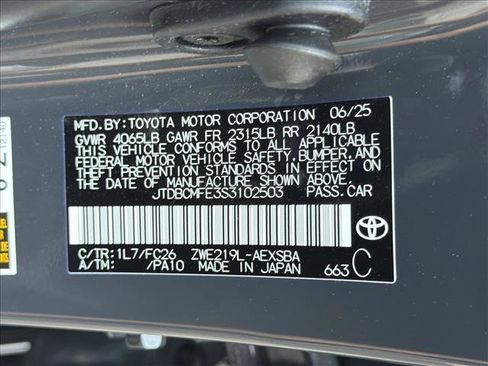 MFD. BY: TOYOTA MOTOR CORPORATION 06/25
GVWR 4065LB GAWR FR 2315LB RR 2140LB
THIS VEHICLE CONFORMS TO ALL APPLICABLE
FEDERAL MOTOR VEHICLE SAFETY, BUMPER, AND
THEFT PREVENTION STANDARDS IN EFFECT ON
THE DATE OF MANUFACTURE SHOWN ABOVE.
JTDBCMFE3S3102503 PASS.CAR
C/TR: 1L7/FC26 ZWE219L-AEXSBA
A/TM: /PA10 MADE IN JAPAN 663 C
12140